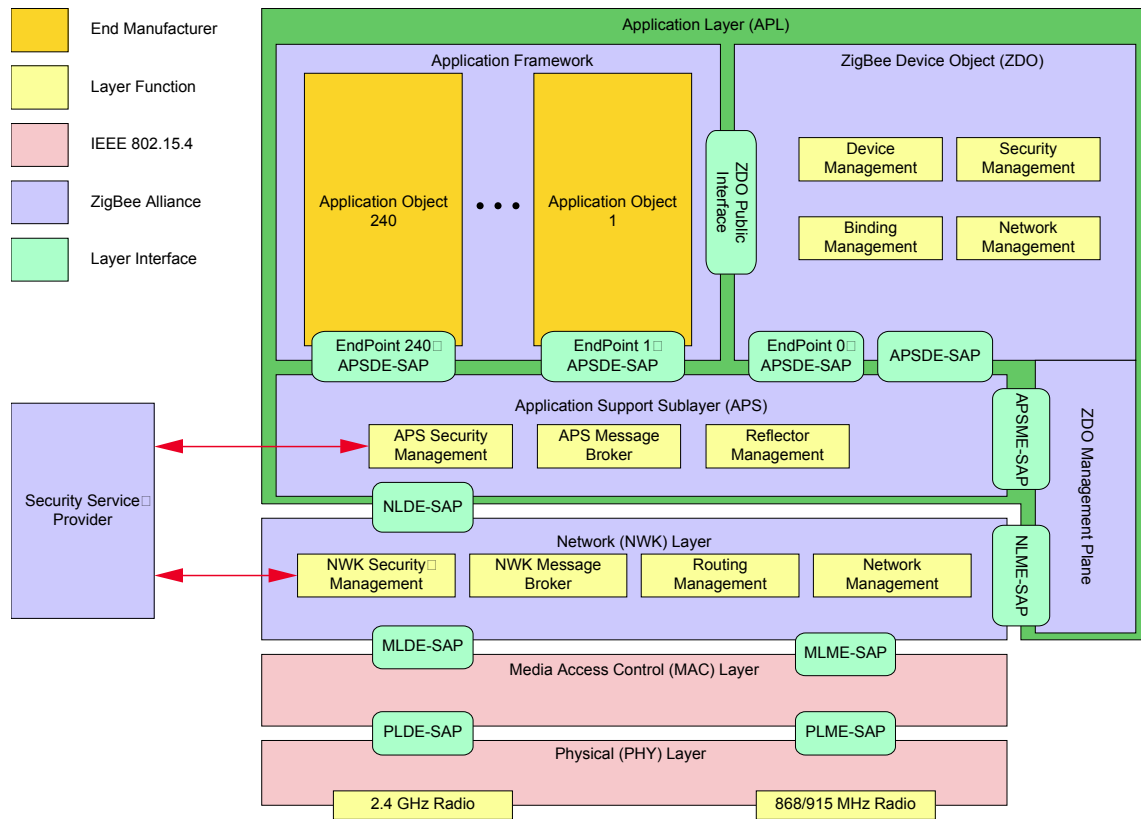 End Manufacturer
Layer Function
IEEE 802.15.4
ZigBee Alliance
Layer Interface
Application Layer (APL)
Application Framework
ZigBee Device Object (ZDO)
Application Object
240
• • •
Application Object
1
ZDO Public
Interface
Device
Management
Security
Management
Binding
Management
Network
Management
EndPoint 240□
APSDE-SAP
EndPoint 1□
APSDE-SAP
EndPoint 0□
APSDE-SAP
APSDE-SAP
Application Support Sublayer (APS)
APS Security
Management
APS Message
Broker
Reflector
Management
APSME-SAP
ZDO Management Plane
Security Service□
Provider
NLDE-SAP
Network (NWK) Layer
NWK Security□
Management
NWK Message
Broker
Routing
Management
Network
Management
NLME-SAP
MLDE-SAP
MLME-SAP
Media Access Control (MAC) Layer
PLDE-SAP
PLME-SAP
Physical (PHY) Layer
2.4 GHz Radio
868/915 MHz Radio